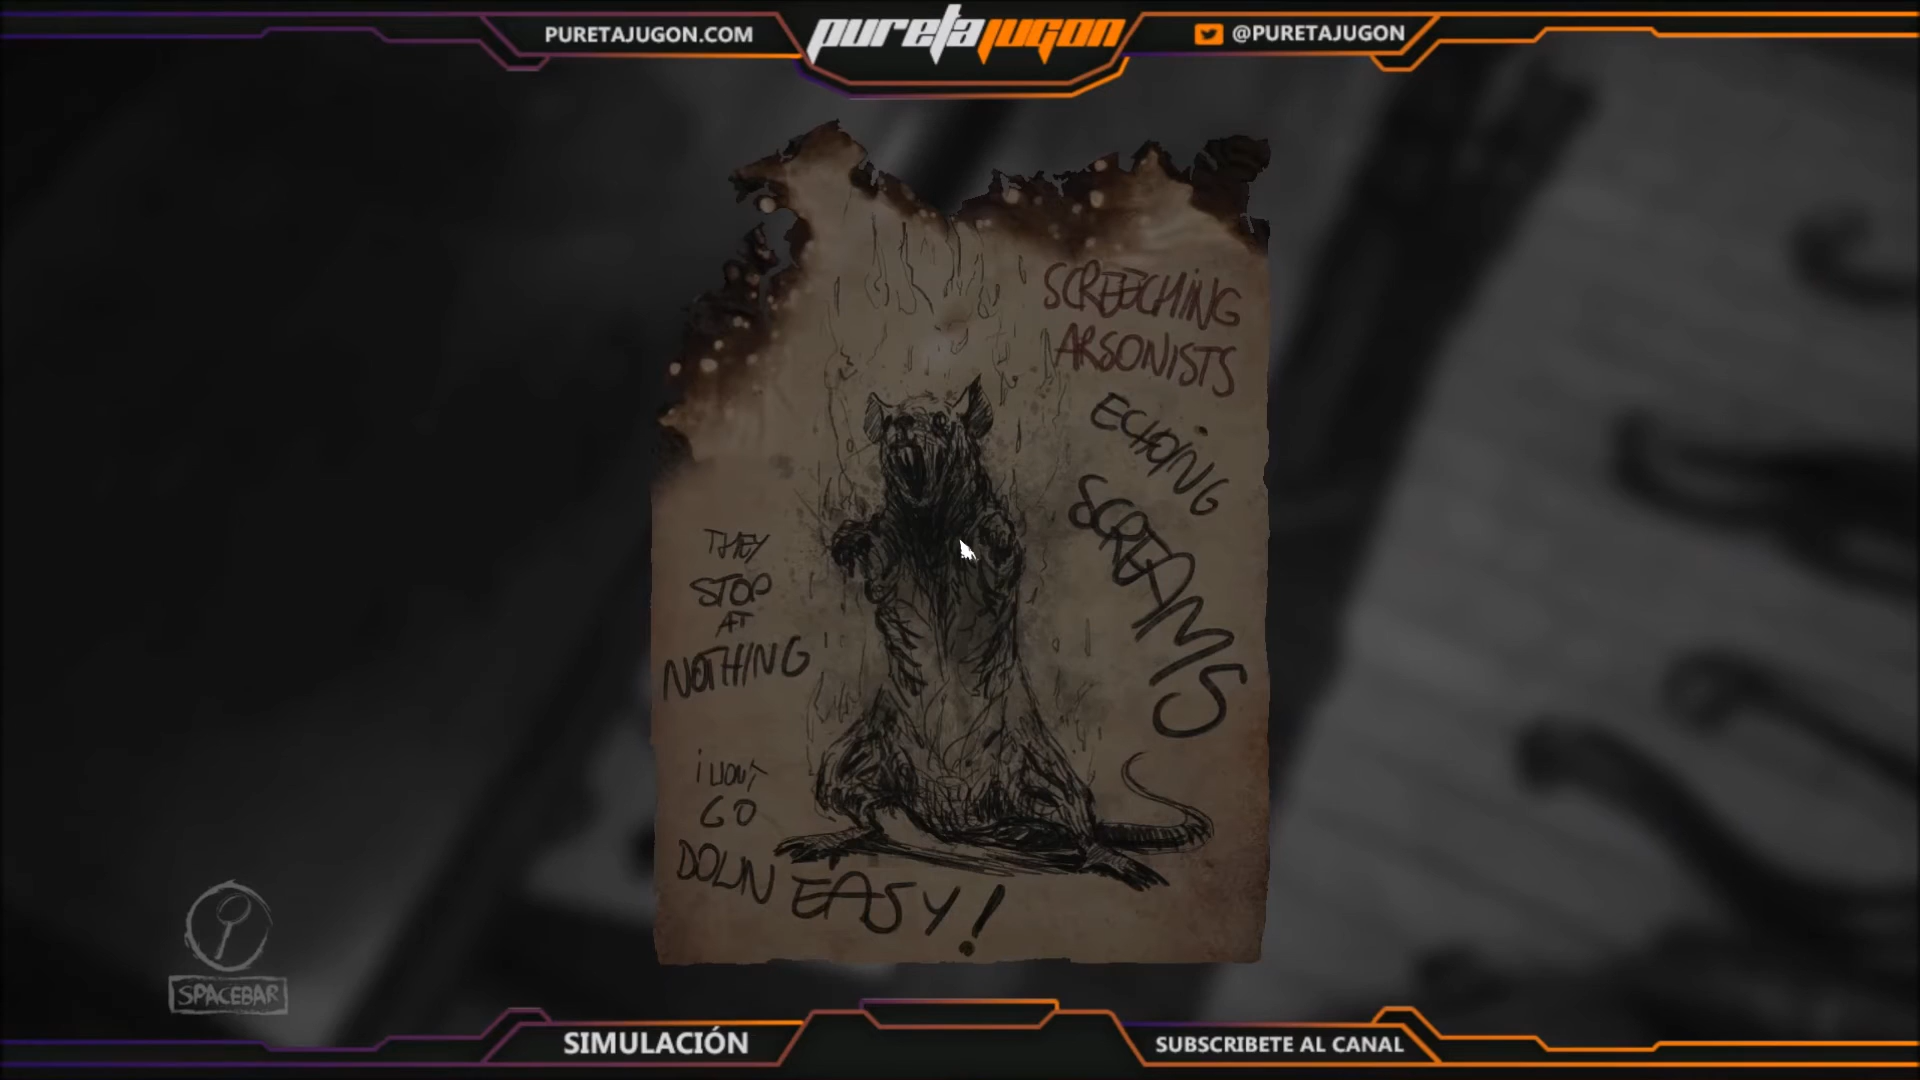 PURETAJUGON.COM
puretajugon
@PURETAJUGON
SCREECHING
ARSONISTS
ECHOING
SCREAMS
THEY
STOP
AT
NOTHING
I WON'T
GO
DOWN EASY!
SPACEBAR
SIMULACIÓN
SUBSCRIBETE AL CANAL